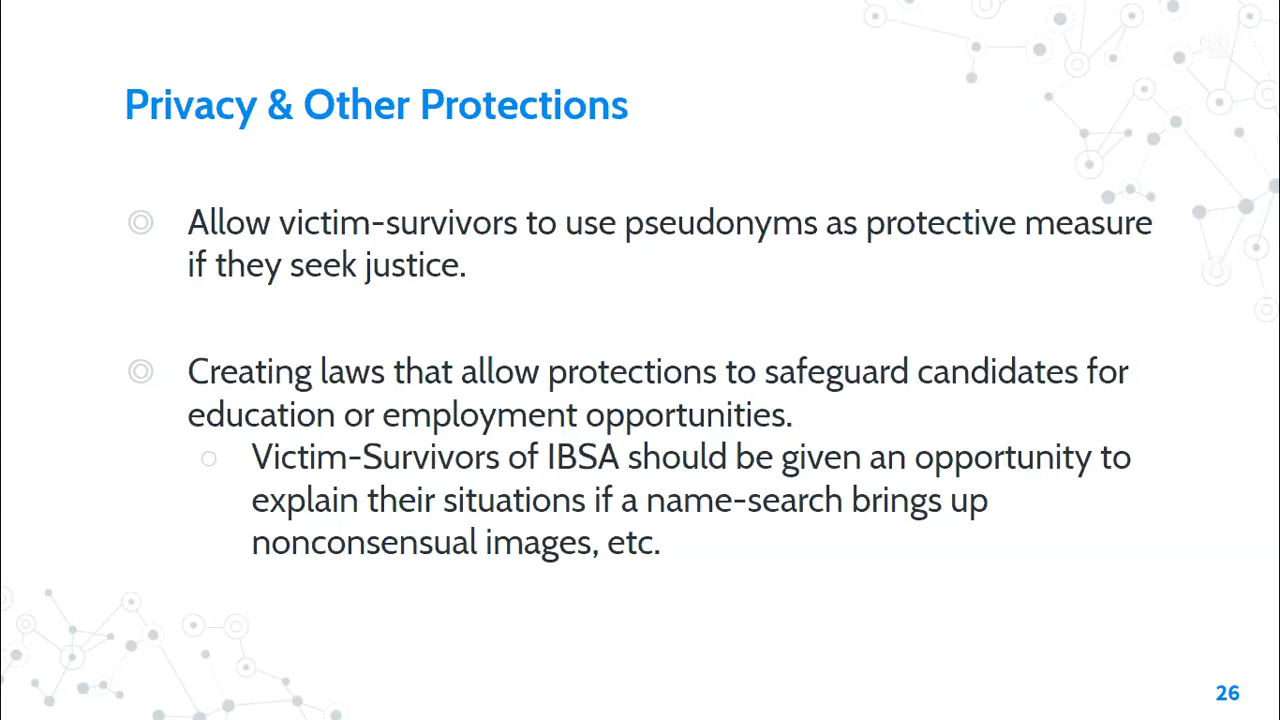 Privacy & Other Protections
Allow victim-survivors to use pseudonyms as protective measure
if they seek justice.
Creating laws that allow protections to safeguard candidates for
education or employment opportunities.
Victim-Survivors of IBSA should be given an opportunity to
explain their situations if a name-search brings up
nonconsensual images, etc.
26